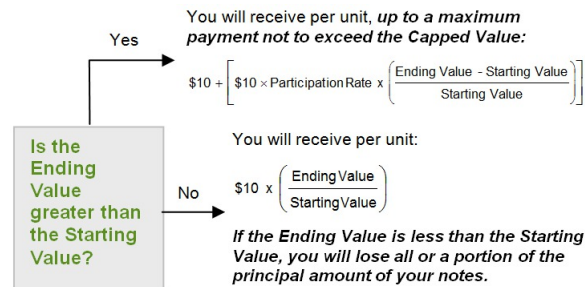 You will receive per unit, up to a maximum
payment not to exceed the Capped Value:
Yes
$10 + [ $10 × Participation Rate x ( Ending Value - Starting Value / Starting Value ) ]
Is the
Ending
Value
greater than
the Starting
Value?
You will receive per unit:
No
$10 x ( Ending Value / Starting Value )
If the Ending Value is less than the Starting
Value, you will lose all or a portion of the
principal amount of your notes.